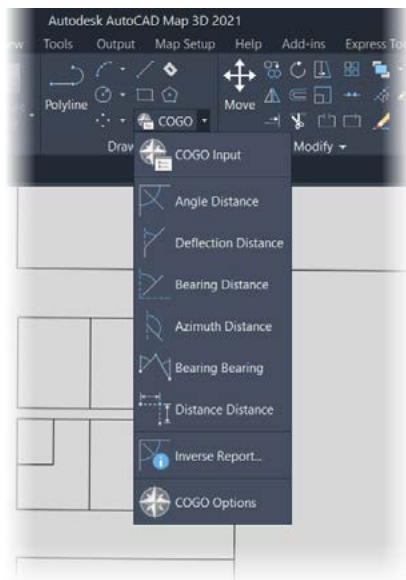 Autodesk AutoCAD Map 3D 2021
Tools Output Map Setup Help Add-ins Express
Polyline
COGO
Move
Modify
COGO Input
Angle Distance
Deflection Distance
Bearing Distance
Azimuth Distance
Bearing Bearing
Distance Distance
Inverse Report...
COGO Options